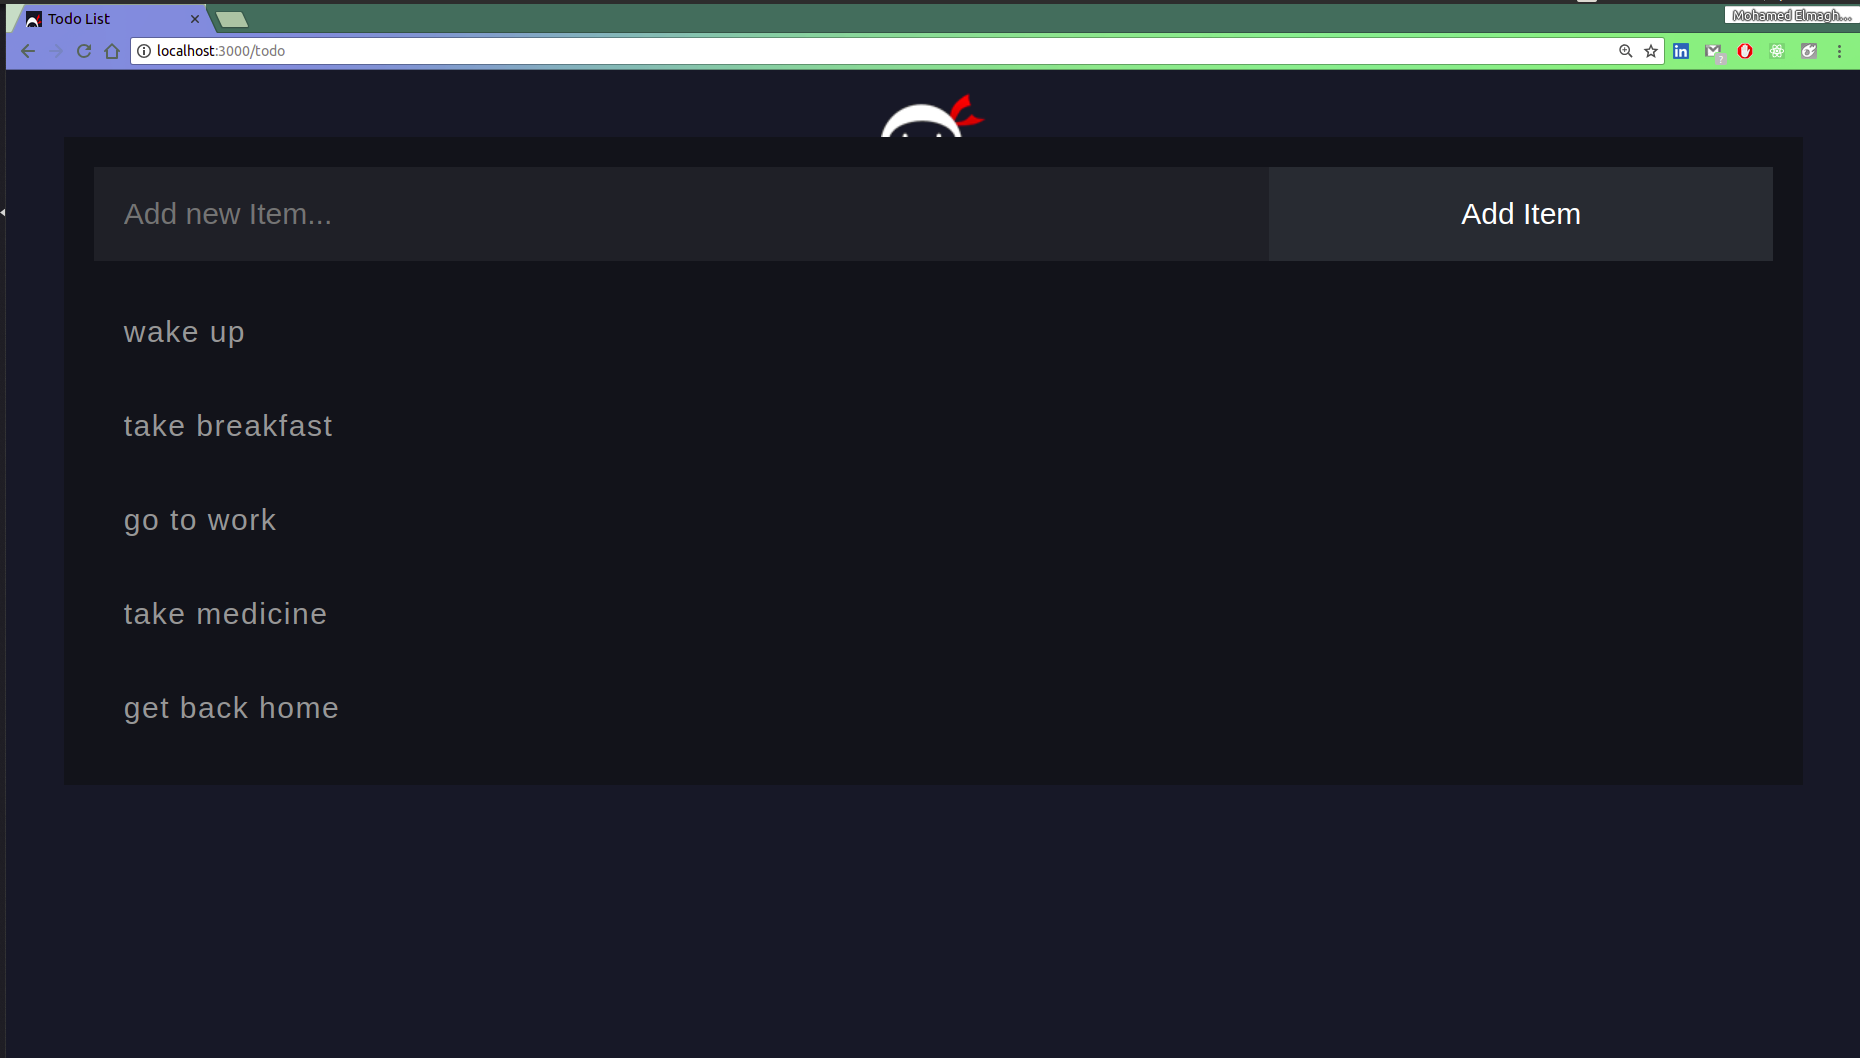 Todo List
Mohamed Elmagh...
localhost:3000/todo
Add new Item...
Add Item
wake up
take breakfast
go to work
take medicine
get back home